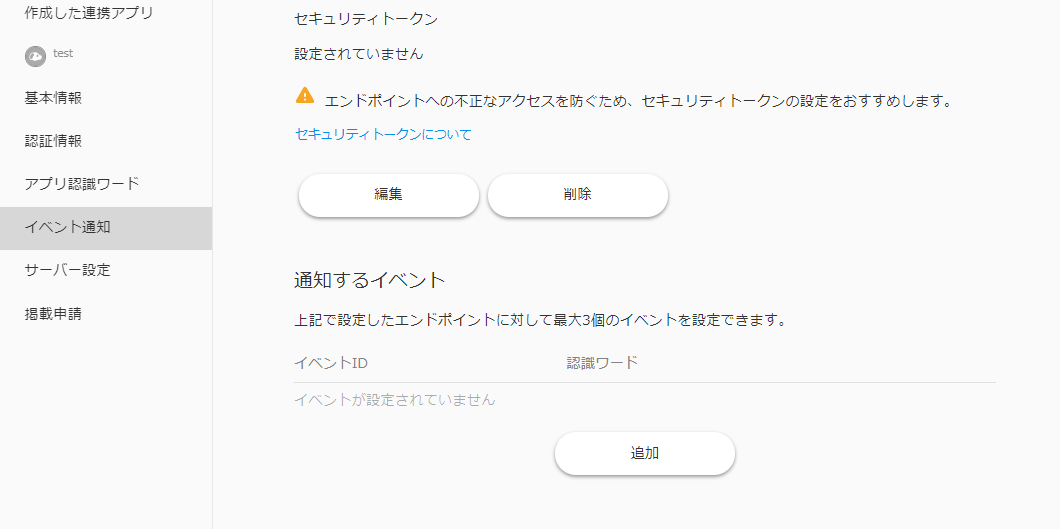 作成した連携アプリ
test
基本情報
認証情報
アプリ認識ワード
イベント通知
サーバー設定
掲載申請
セキュリティトークン
設定されていません
エンドポイントへの不正なアクセスを防ぐため、セキュリティトークンの設定をおすすめします。
セキュリティトークンについて
編集 削除
通知するイベント
上記で設定したエンドポイントに対して最大3個のイベントを設定できます。
イベントID 認識ワード
イベントが設定されていません
追加